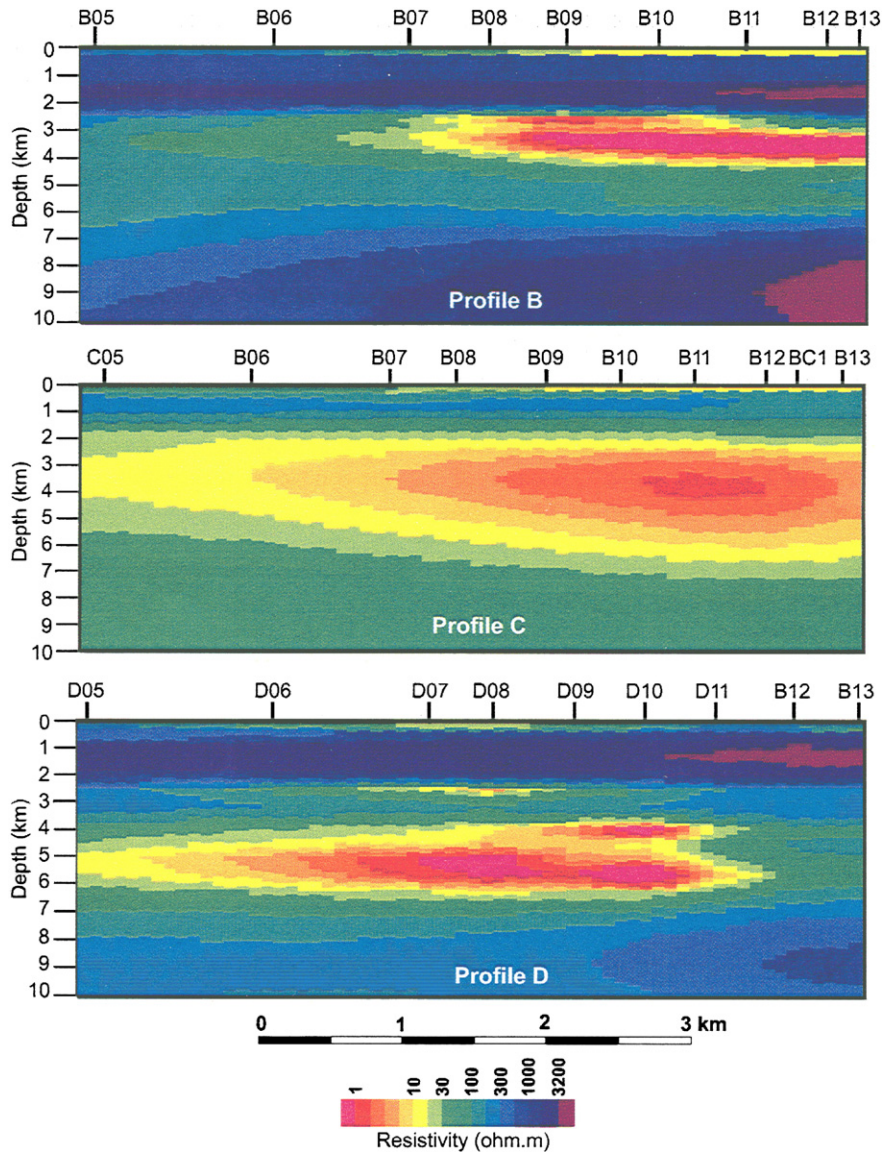 B05 B06 B07 B08 B09 B10 B11 B12 B13
0
1
2
3
4
5
6
7
8
9
10
Depth (km)
Profile B
C05 B06 B07 B08 B09 B10 B11 B12 BC1 B13
0
1
2
3
4
5
6
7
8
9
10
Depth (km)
Profile C
D05 D06 D07 D08 D09 D10 D11 B12 B13
0
1
2
3
4
5
6
7
8
9
10
Depth (km)
Profile D
0 1 2 3 km
1 10 30 100 300 1000 3200
Resistivity (ohm.m)